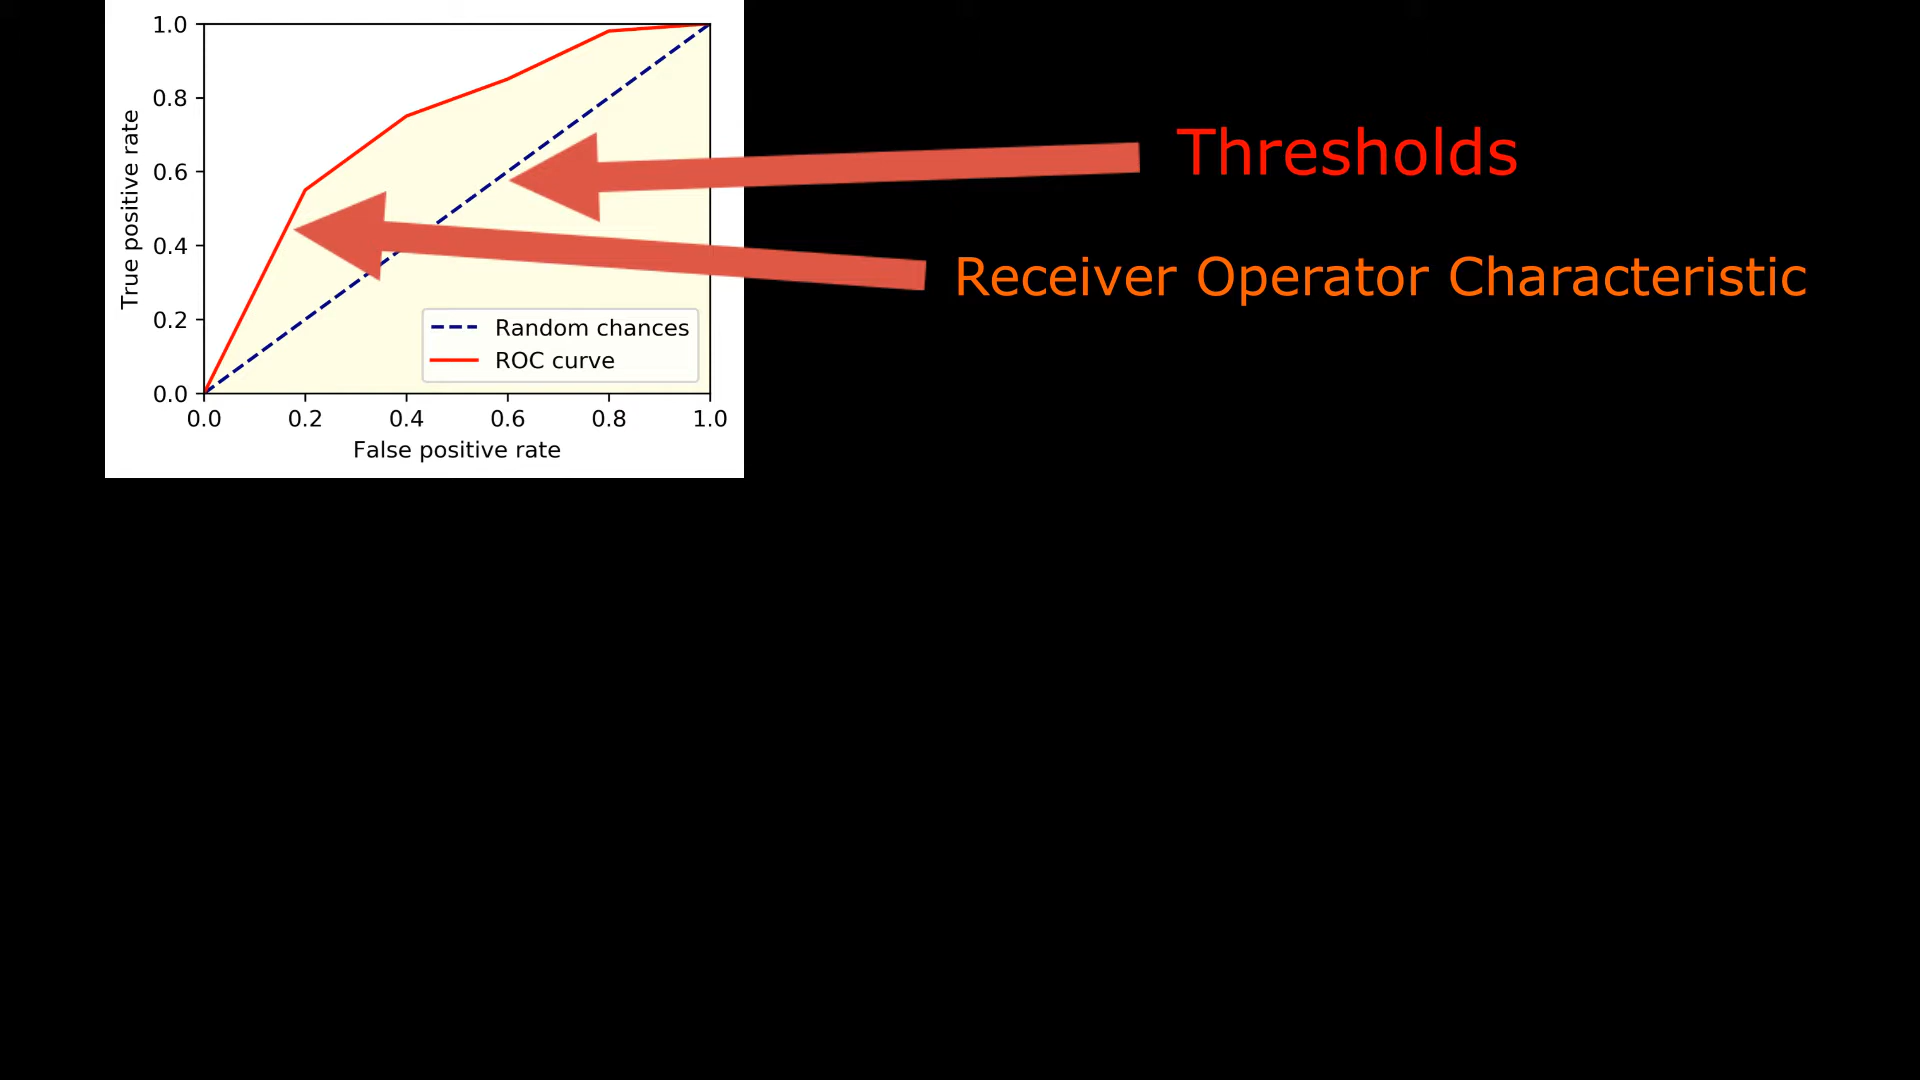 1.0
0.8
0.6
0.4
0.2
0.0
True positive rate
0.0 0.2 0.4 0.6 0.8 1.0
False positive rate
Random chances
ROC curve
Thresholds
Receiver Operator Characteristic